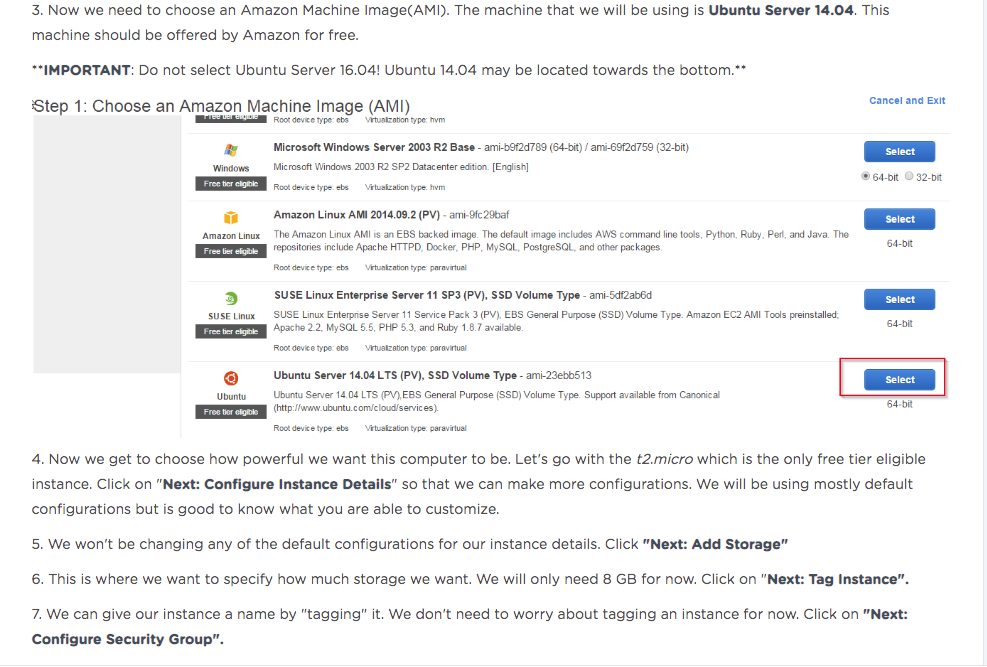 3. Now we need to choose an Amazon Machine Image(AMI). The machine that we will be using is Ubuntu Server 14.04. This
machine should be offered by Amazon for free.
**IMPORTANT: Do not select Ubuntu Server 16.04! Ubuntu 14.04 may be located towards the bottom.**
Step 1: Choose an Amazon Machine Image (AMI)
Cancel and Exit
Free tier eligible
Root device type: ebs Virtualization type: hvm
Microsoft Windows Server 2003 R2 Base - ami-b9f2d789 (64-bit) / ami-69f2d759 (32-bit)
Select
Windows
Microsoft Windows 2003 R2 SP2 Datacenter edition. [English]
64-bit 32-bit
Free tier eligible
Root device type: ebs Virtualization type: hvm
Amazon Linux AMI 2014.09.2 (PV) - ami-9fc29baf
Select
Amazon Linux
The Amazon Linux AMI is an EBS backed image. The default image includes AWS command line tools, Python, Ruby, Perl, and Java. The
repositories include Apache HTTPD, Docker, PHP, MySQL, PostgreSQL, and other packages.
64-bit
Free tier eligible
Root device type: ebs Virtualization type: paravirtual
SUSE Linux Enterprise Server 11 SP3 (PV), SSD Volume Type - ami-5df2ab6d
Select
SUSE Linux
SUSE Linux Enterprise Server 11 Service Pack 3 (PV), EBS General Purpose (SSD) Volume Type. Amazon EC2 AMI Tools preinstalled;
Apache 2.2, MySQL 5.5, PHP 5.3, and Ruby 1.8.7 available.
64-bit
Free tier eligible
Root device type: ebs Virtualization type: paravirtual
Ubuntu Server 14.04 LTS (PV), SSD Volume Type - ami-23ebb513
Select
Ubuntu
Ubuntu Server 14.04 LTS (PV),EBS General Purpose (SSD) Volume Type. Support available from Canonical
(http://www.ubuntu.com/cloud/services).
64-bit
Free tier eligible
Root device type: ebs Virtualization type: paravirtual
4. Now we get to choose how powerful we want this computer to be. Let's go with the t2.micro which is the only free tier eligible
instance. Click on "Next: Configure Instance Details" so that we can make more configurations. We will be using mostly default
configurations but is good to know what you are able to customize.
5. We won't be changing any of the default configurations for our instance details. Click "Next: Add Storage"
6. This is where we want to specify how much storage we want. We will only need 8 GB for now. Click on "Next: Tag Instance".
7. We can give our instance a name by "tagging" it. We don't need to worry about tagging an instance for now. Click on "Next:
Configure Security Group".